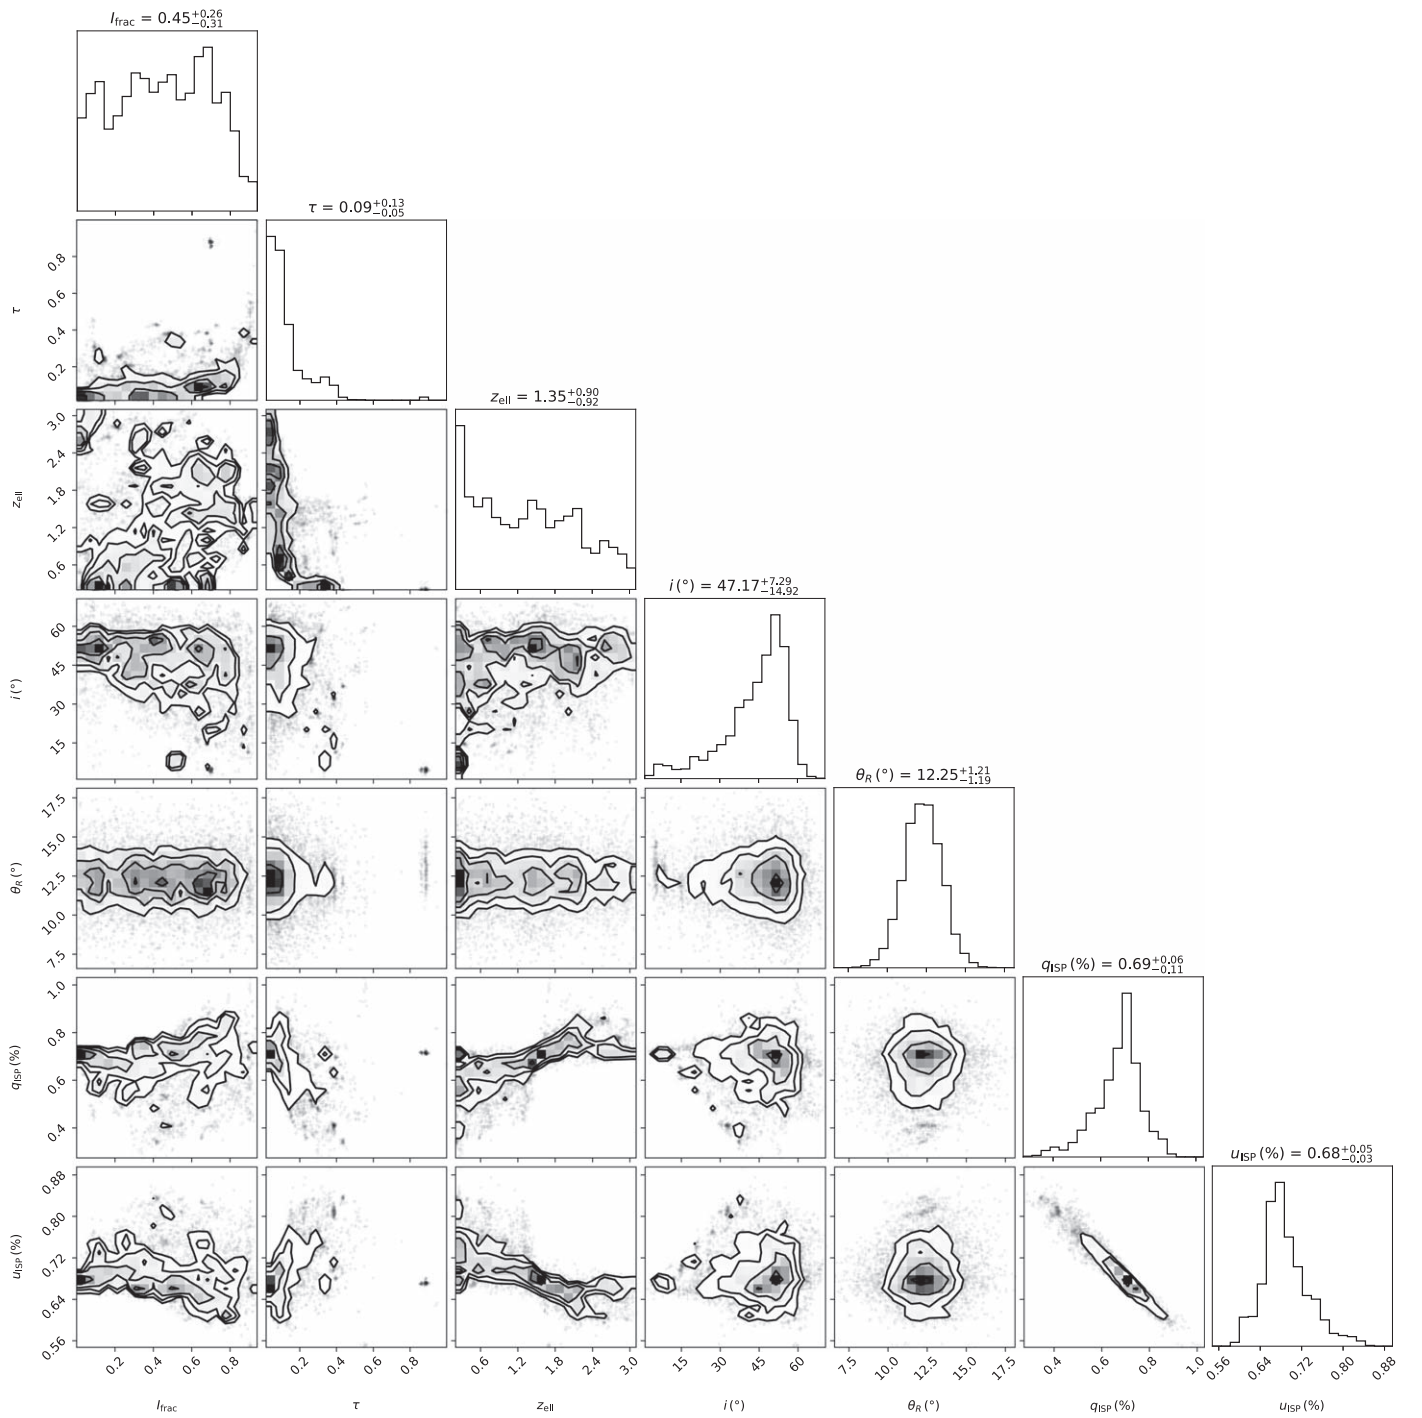 I_frac = 0.45 +0.26 −0.31
τ = 0.09 +0.13 −0.05
z_ell = 1.35 +0.90 −0.92
i (°) = 47.17 +7.29 −14.92
θ_R (°) = 12.25 +1.21 −1.19
q_ISP (%) = 0.69 +0.06 −0.11
u_ISP (%) = 0.68 +0.05 −0.03
τ
0.8
0.6
0.4
0.2
z_ell
3.0
2.4
1.8
1.2
0.6
i (°)
60
45
30
15
θ_R (°)
17.5
15.0
12.5
10.0
7.5
q_ISP (%)
1.0
0.8
0.6
0.4
u_ISP (%)
0.88
0.80
0.72
0.64
0.56
0.2 0.4 0.6 0.8 0.2 0.4 0.6 0.8 0.6 1.2 1.8 2.4 3.0 15 30 45 60 7.5 10.0 12.5 15.0 17.5 0.4 0.6 0.8 1.0 0.56 0.64 0.72 0.80 0.88
I_frac τ z_ell i (°) θ_R (°) q_ISP (%) u_ISP (%)